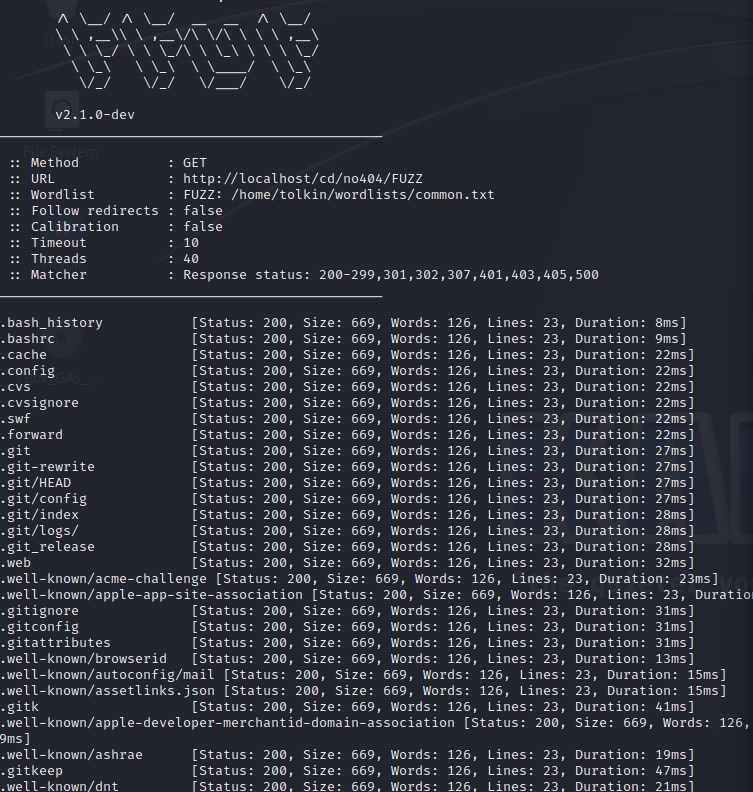 v2.1.0-dev
:: Method : GET
:: URL : http://localhost/cd/no404/FUZZ
:: Wordlist : FUZZ: /home/tolkin/wordlists/common.txt
:: Follow redirects : false
:: Calibration : false
:: Timeout : 10
:: Threads : 40
:: Matcher : Response status: 200-299,301,302,307,401,403,405,500
.bash_history [Status: 200, Size: 669, Words: 126, Lines: 23, Duration: 8ms]
.bashrc [Status: 200, Size: 669, Words: 126, Lines: 23, Duration: 9ms]
.cache [Status: 200, Size: 669, Words: 126, Lines: 23, Duration: 22ms]
.config [Status: 200, Size: 669, Words: 126, Lines: 23, Duration: 22ms]
.cvs [Status: 200, Size: 669, Words: 126, Lines: 23, Duration: 22ms]
.cvsignore [Status: 200, Size: 669, Words: 126, Lines: 23, Duration: 22ms]
.swf [Status: 200, Size: 669, Words: 126, Lines: 23, Duration: 22ms]
.forward [Status: 200, Size: 669, Words: 126, Lines: 23, Duration: 22ms]
.git [Status: 200, Size: 669, Words: 126, Lines: 23, Duration: 27ms]
.git-rewrite [Status: 200, Size: 669, Words: 126, Lines: 23, Duration: 27ms]
.git/HEAD [Status: 200, Size: 669, Words: 126, Lines: 23, Duration: 27ms]
.git/config [Status: 200, Size: 669, Words: 126, Lines: 23, Duration: 27ms]
.git/index [Status: 200, Size: 669, Words: 126, Lines: 23, Duration: 28ms]
.git/logs/ [Status: 200, Size: 669, Words: 126, Lines: 23, Duration: 28ms]
.git_release [Status: 200, Size: 669, Words: 126, Lines: 23, Duration: 28ms]
.web [Status: 200, Size: 669, Words: 126, Lines: 23, Duration: 32ms]
.well-known/acme-challenge [Status: 200, Size: 669, Words: 126, Lines: 23, Duration: 23ms]
.well-known/apple-app-site-association [Status: 200, Size: 669, Words: 126, Lines: 23, Duration
.gitignore [Status: 200, Size: 669, Words: 126, Lines: 23, Duration: 31ms]
.gitconfig [Status: 200, Size: 669, Words: 126, Lines: 23, Duration: 31ms]
.gitattributes [Status: 200, Size: 669, Words: 126, Lines: 23, Duration: 31ms]
.well-known/browserid [Status: 200, Size: 669, Words: 126, Lines: 23, Duration: 13ms]
.well-known/autoconfig/mail [Status: 200, Size: 669, Words: 126, Lines: 23, Duration: 15ms]
.well-known/assetlinks.json [Status: 200, Size: 669, Words: 126, Lines: 23, Duration: 15ms]
.gitk [Status: 200, Size: 669, Words: 126, Lines: 23, Duration: 41ms]
.well-known/apple-developer-merchantid-domain-association [Status: 200, Size: 669, Words: 126,
9ms]
.well-known/ashrae [Status: 200, Size: 669, Words: 126, Lines: 23, Duration: 19ms]
.gitkeep [Status: 200, Size: 669, Words: 126, Lines: 23, Duration: 47ms]
.well-known/dnt [Status: 200, Size: 669, Words: 126, Lines: 23, Duration: 21ms]
File System